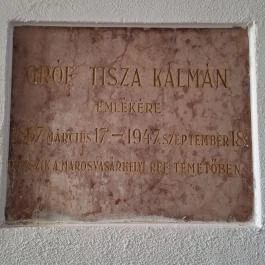 GRÓF TISZA KÁLMÁN
EMLÉKÉRE
MÁRCIUS 17 – 1947. SZEPTEMBER 18.
A MAROSVÁSÁRHELYI REF. TEMETŐBEN